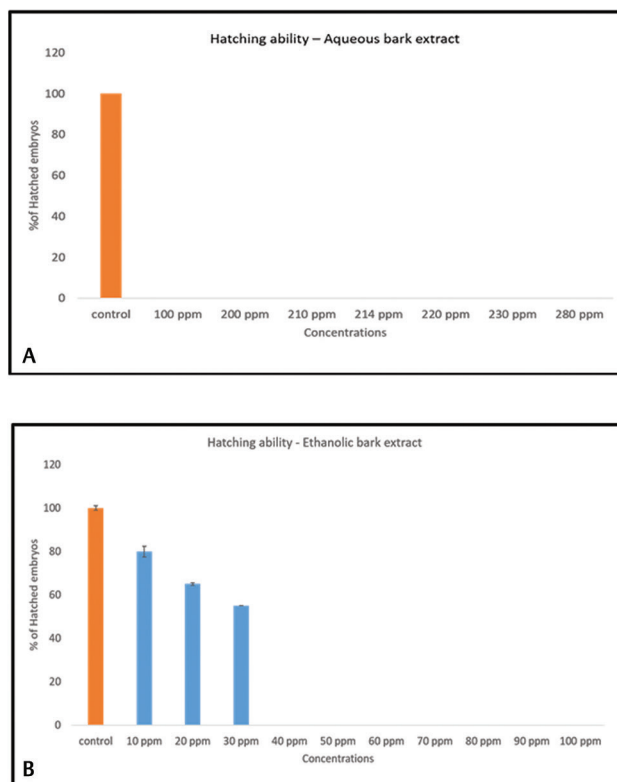 Hatching ability – Aqueous bark extract
120
100
80
60
40
20
0
%of Hatched embryos
control 100 ppm 200 ppm 210 ppm 214 ppm 220 ppm 230 ppm 280 ppm
Concentrations
A
Hatching ability - Ethanolic bark extract
120
100
80
60
40
20
0
% of Hatched embryos
control 10 ppm 20 ppm 30 ppm 40 ppm 50 ppm 60 ppm 70 ppm 80 ppm 90 ppm 100 ppm
Concentrations
B